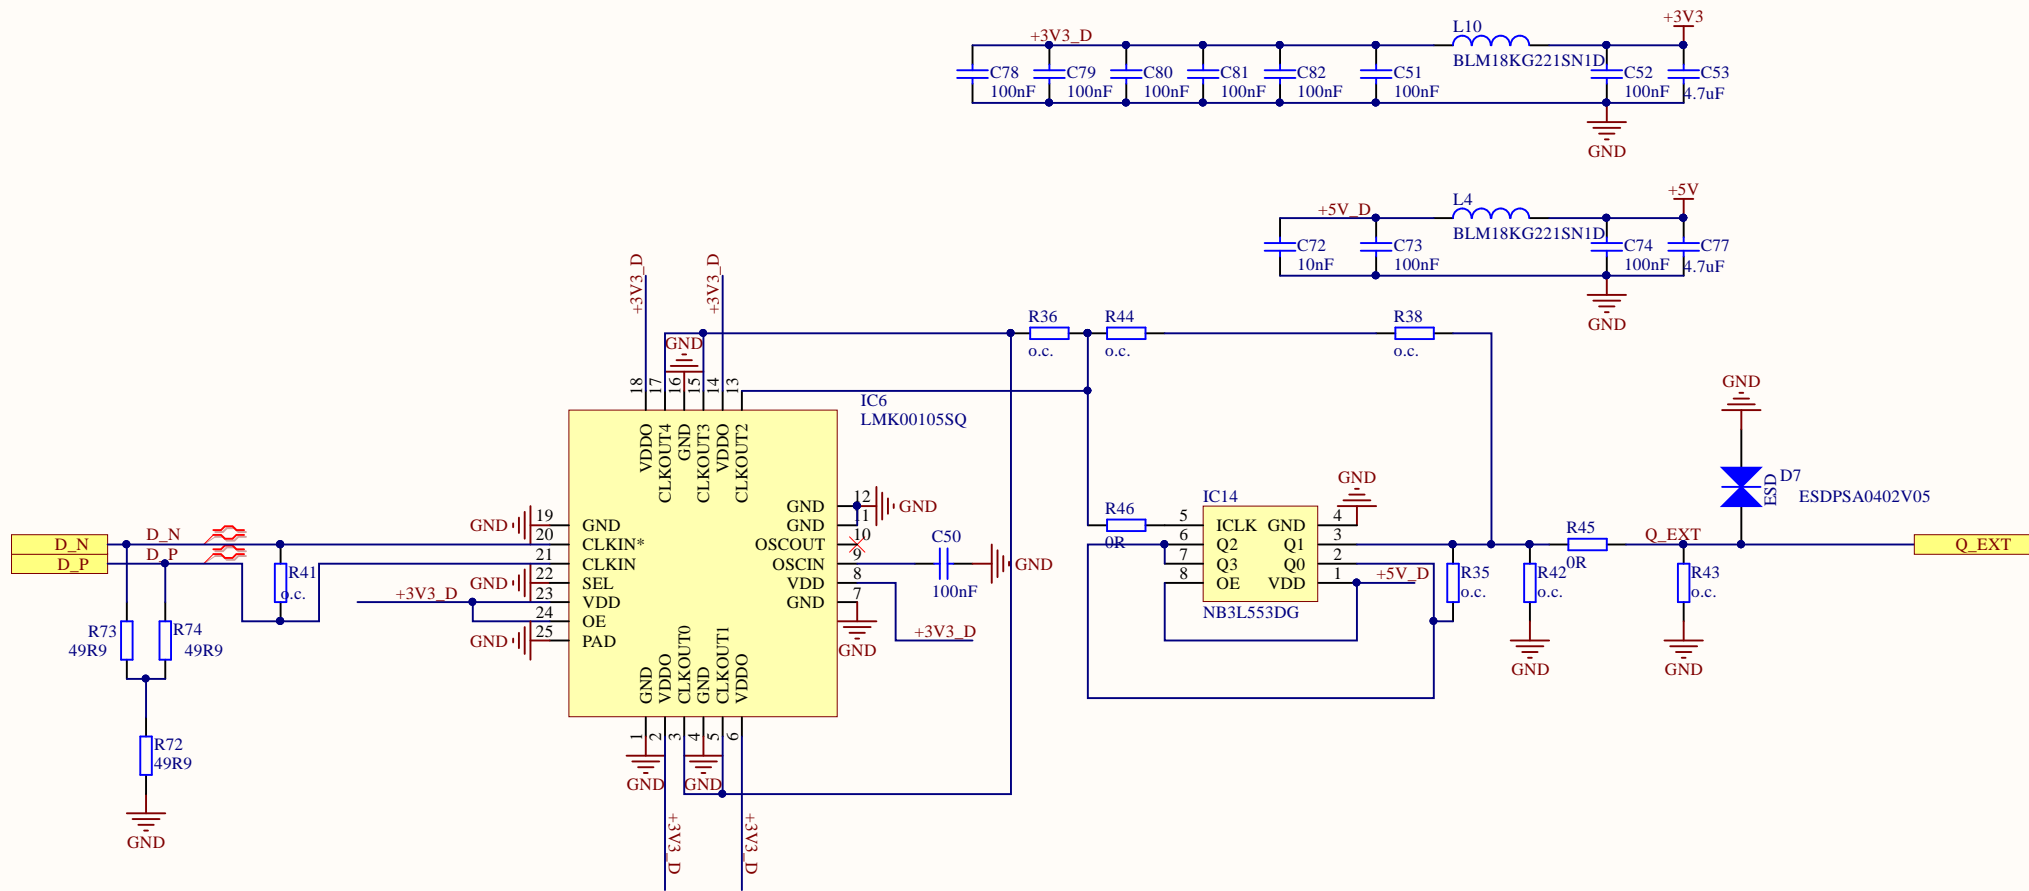 +3V3
L10
+3V3_D
BLM18KG221SN1D
C78 C79 C80 C81 C82 C51 C52 C53
100nF 100nF 100nF 100nF 100nF 100nF 100nF 4.7uF
GND
+5V
L4
+5V_D
BLM18KG221SN1D
C72 C73 C74 C77
10nF 100nF 100nF 4.7uF
GND
+3V3_D +3V3_D
R36 R44 R38
o.c. o.c. o.c.
GND
18 17 16 15 14 13
IC6
LMK00105SQ
VDDO CLKOUT4 GND CLKOUT3 VDDO CLKOUT2
GND
D7
ESD
ESDPSA0402V05
GND 19 GND
20 CLKIN*
21 CLKIN
GND 22 SEL
+3V3_D 23 VDD
24 OE
GND 25 PAD
GND 12 GND
GND 11
OSCOUT 10
OSCIN 9
VDD 8
GND 7
C50
100nF
GND
+3V3_D
GND
GND VDDO CLKOUT0 GND CLKOUT1 VDDO
1 2 3 4 5 6
GND GND
+3V3_D +3V3_D
D_N D_N
D_P D_P
R41
o.c.
R73 R74
49R9 49R9
R72
49R9
GND
R46
0R
IC14
GND
5 ICLK GND 4
6 Q2 Q1 3
7 Q3 Q0 2
8 OE VDD 1
+5V_D
NB3L553DG
R35
o.c.
R42
o.c.
GND
R45
0R
Q_EXT
R43
o.c.
GND
Q_EXT